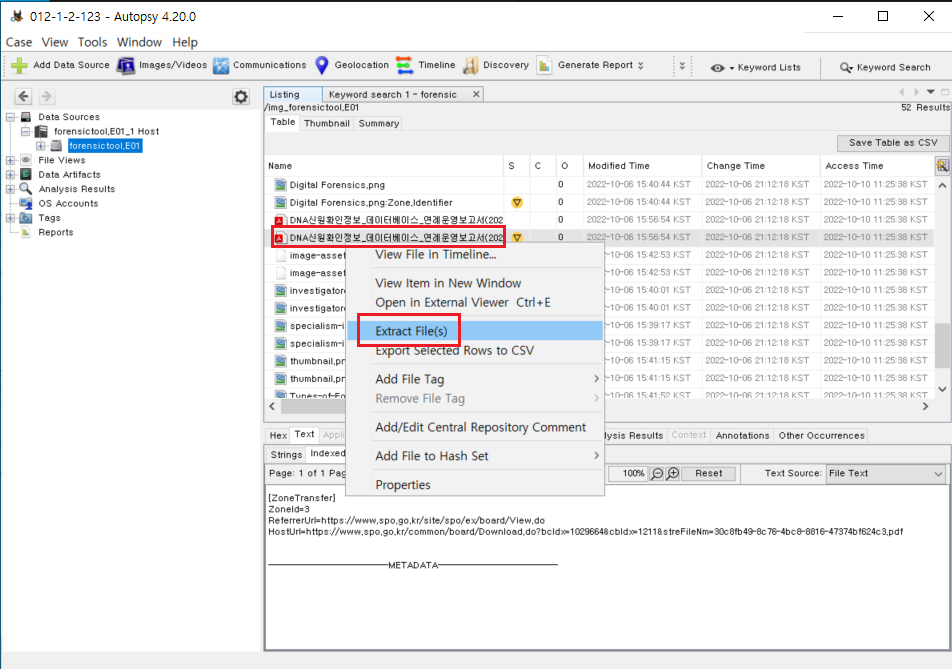 012-1-2-123 - Autopsy 4.20.0
Case View Tools Window Help
Add Data Source Images/Videos Communications Geolocation Timeline Discovery Generate Report Keyword Lists Keyword Search
Data Sources
forensictool,E01_1 Host
forensictool,E01
File Views
Data Artifacts
Analysis Results
OS Accounts
Tags
Reports
Listing Keyword search 1 - forensic
/img_forensictool,E01
52 Results
Table Thumbnail Summary
Save Table as CSV
Name S C O Modified Time Change Time Access Time
Digital Forensics,png 0 2022-10-06 15:40:44 KST 2022-10-06 21:12:18 KST 2022-10-10 11:25:38 KST
Digital Forensics,png:Zone,Identifier 0 2022-10-06 15:40:44 KST 2022-10-06 21:12:18 KST 2022-10-10 11:25:38 KST
DNA신원확인정보_데이터베이스_연례운영보고서(202 0 2022-10-06 15:56:54 KST 2022-10-06 21:12:18 KST 2022-10-10 11:25:38 KST
DNA신원확인정보_데이터베이스_연례운영보고서(202 0 2022-10-06 15:56:54 KST 2022-10-06 21:12:18 KST 2022-10-10 11:25:38 KST
image-asset -10-06 15:42:53 KST 2022-10-06 21:12:18 KST 2022-10-10 11:25:38 KST
image-asset -10-06 15:42:53 KST 2022-10-06 21:12:18 KST 2022-10-10 11:25:38 KST
investigator -10-06 15:40:01 KST 2022-10-06 21:12:18 KST 2022-10-10 11:25:38 KST
investigator -10-06 15:40:01 KST 2022-10-06 21:12:18 KST 2022-10-10 11:25:38 KST
specialism-i -10-06 15:39:17 KST 2022-10-06 21:12:18 KST 2022-10-10 11:25:38 KST
specialism-i -10-06 15:39:17 KST 2022-10-06 21:12:18 KST 2022-10-10 11:25:38 KST
thumbnail,pn -10-06 15:41:15 KST 2022-10-06 21:12:18 KST 2022-10-10 11:25:38 KST
thumbnail,pn -10-06 15:41:15 KST 2022-10-06 21:12:18 KST 2022-10-10 11:25:38 KST
Types-of-Fo -10-06 15:41:52 KST 2022-10-06 21:12:18 KST 2022-10-10 11:25:38 KST
View File in Timeline...
View Item in New Window
Open in External Viewer Ctrl+E
Extract File(s)
Export Selected Rows to CSV
Add File Tag
Remove File Tag
Add/Edit Central Repository Comment
Add File to Hash Set
Properties
Hex Text Appli lysis Results Context Annotations Other Occurrences
Strings Indexed
Page: 1 of 1 Pag 100% Reset Text Source: File Text
[ZoneTransfer]
ZoneId=3
ReferrerUrl=https://www,spo,go,kr/site/spo/ex/board/View,do
HostUrl=https://www,spo,go,kr/common/board/Download,do?bcIdx=1029664&cbIdx=1211&streFileNm=30c8fb49-8c76-4bc8-8816-47374bf624c3,pdf
METADATA